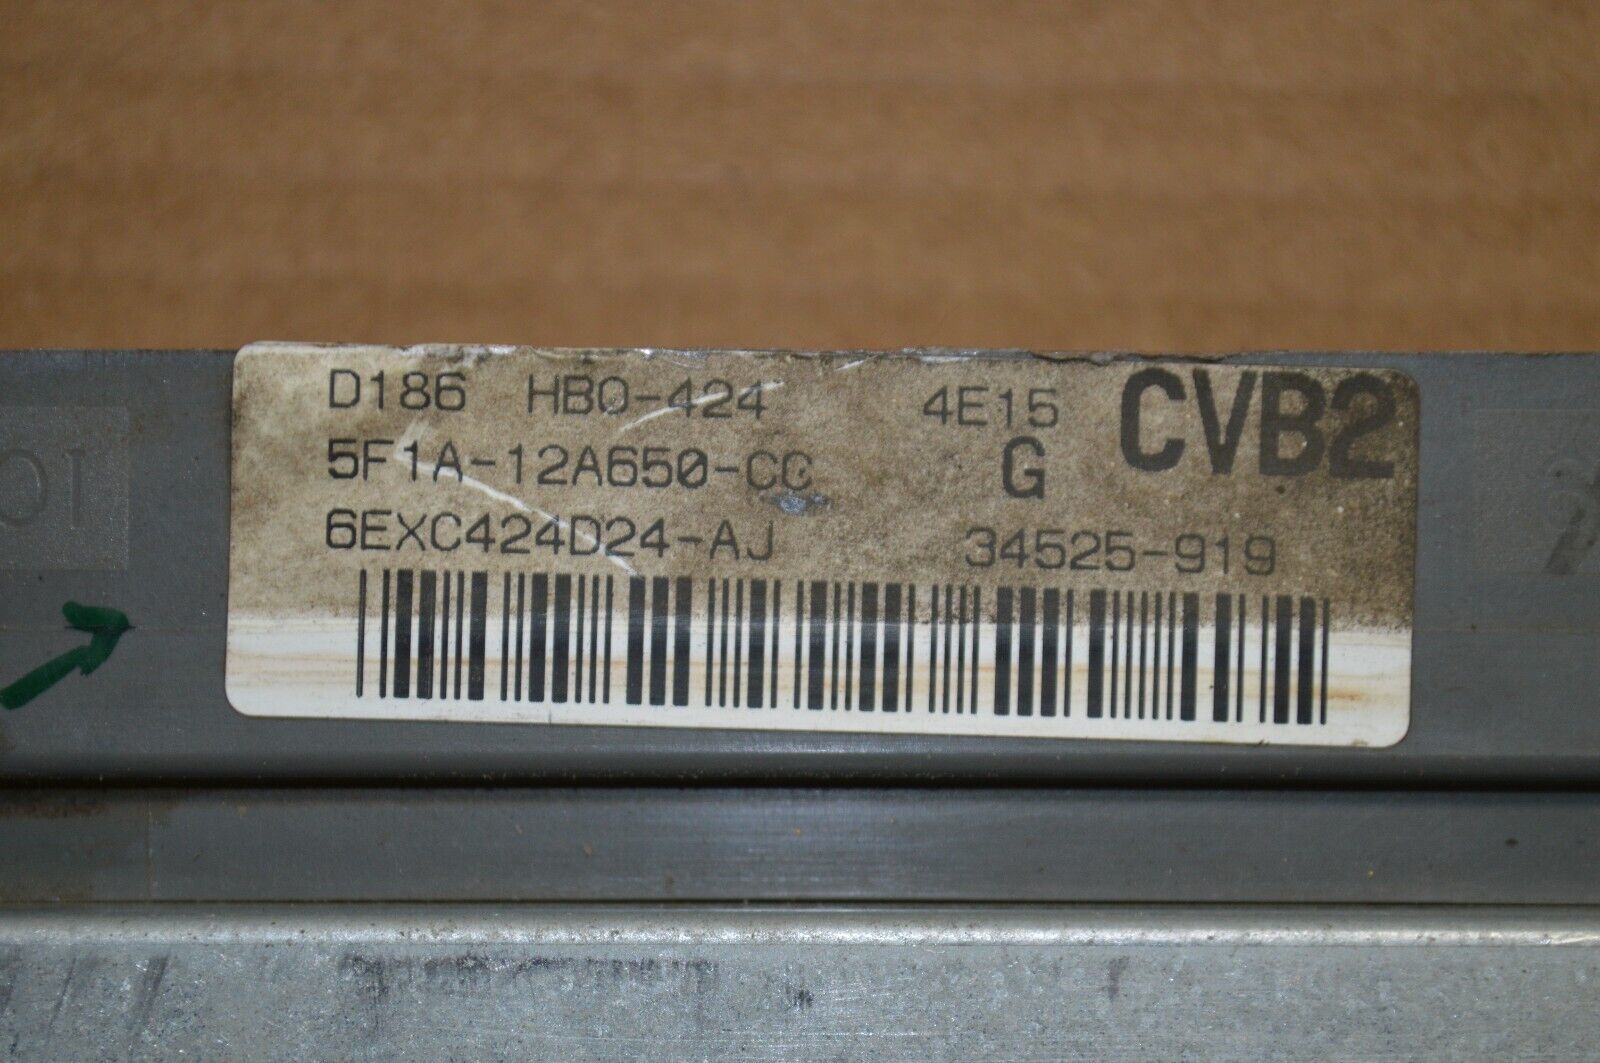 D186 HBO-424 4E15 CVB2
5F1A-12A650-CC G
6EXC424D24-AJ 34525-919